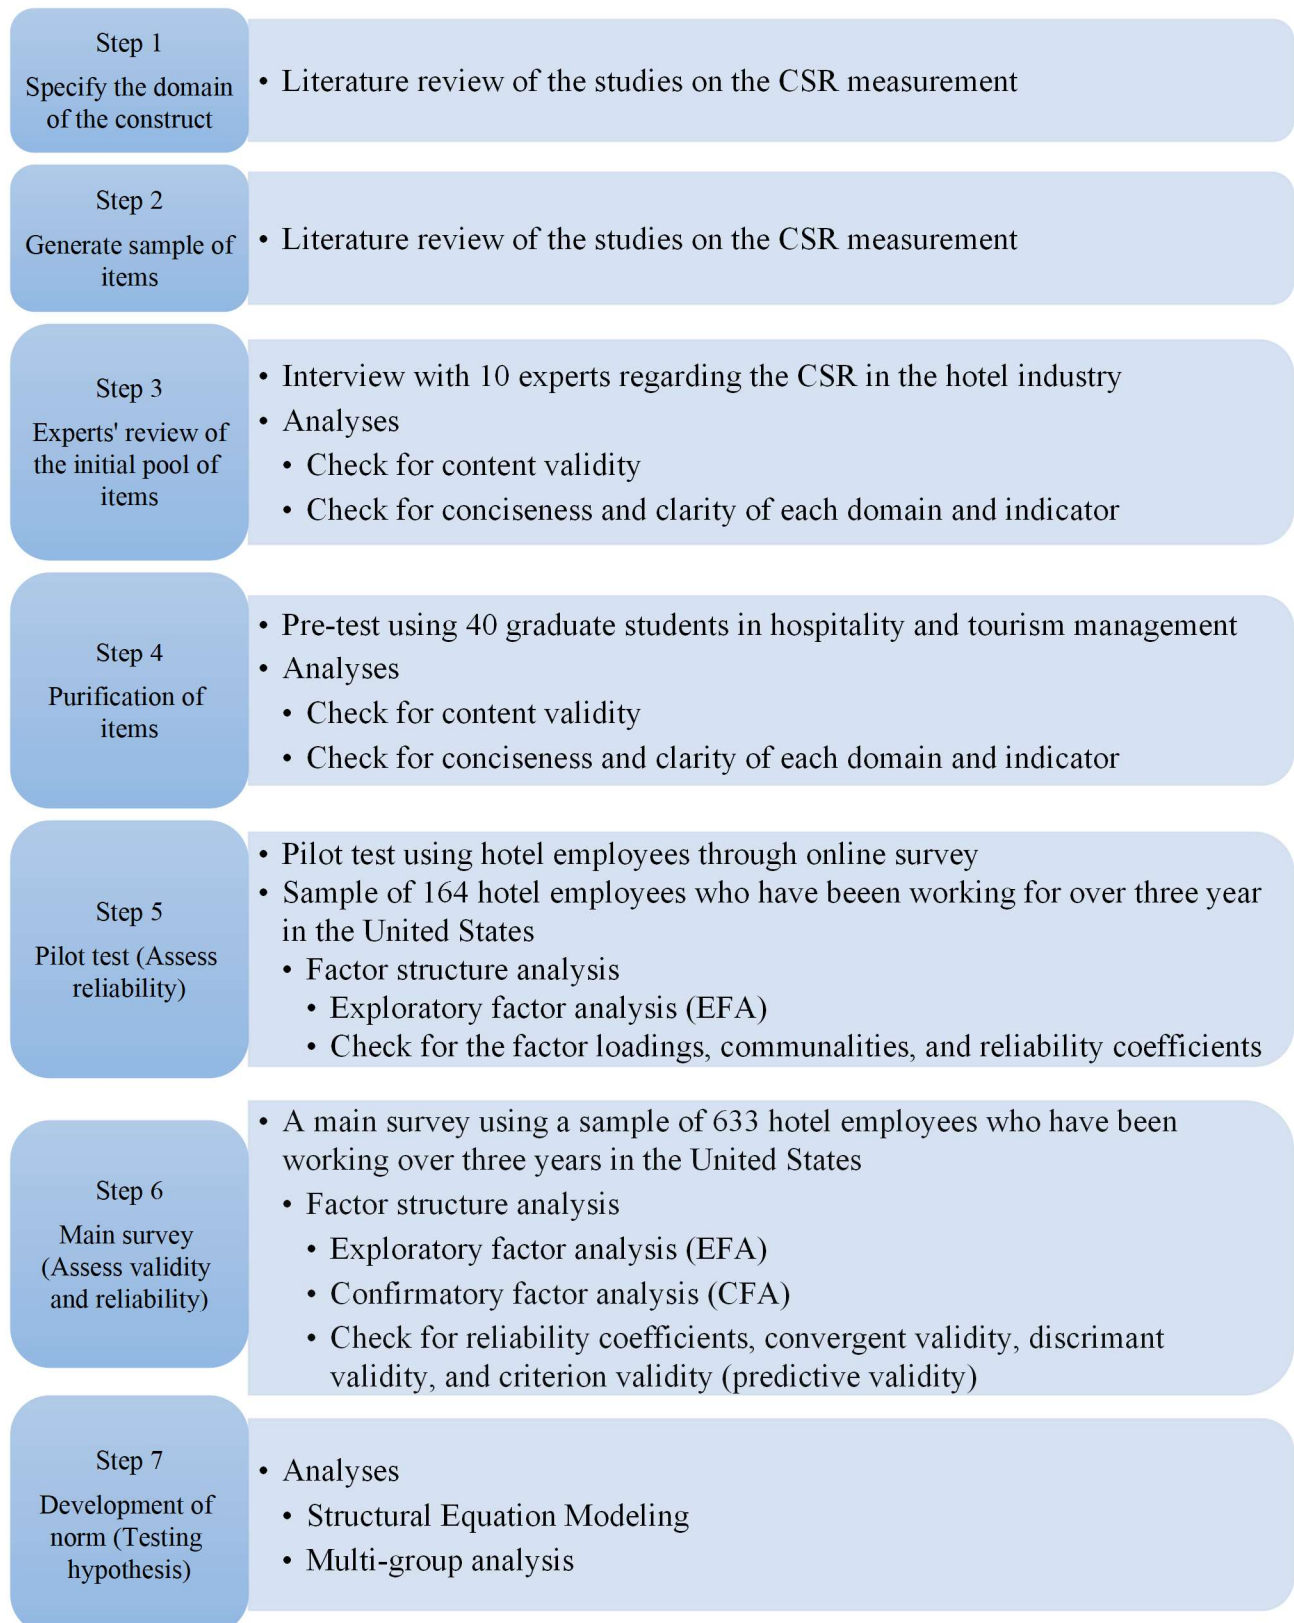 Step 1
Specify the domain
of the construct
• Literature review of the studies on the CSR measurement
Step 2
Generate sample of
items
• Literature review of the studies on the CSR measurement
Step 3
Experts' review of
the initial pool of
items
• Interview with 10 experts regarding the CSR in the hotel industry
• Analyses
• Check for content validity
• Check for conciseness and clarity of each domain and indicator
Step 4
Purification of
items
• Pre-test using 40 graduate students in hospitality and tourism management
• Analyses
• Check for content validity
• Check for conciseness and clarity of each domain and indicator
Step 5
Pilot test (Assess
reliability)
• Pilot test using hotel employees through online survey
• Sample of 164 hotel employees who have beeen working for over three year
in the United States
• Factor structure analysis
• Exploratory factor analysis (EFA)
• Check for the factor loadings, communalities, and reliability coefficients
Step 6
Main survey
(Assess validity
and reliability)
• A main survey using a sample of 633 hotel employees who have been
working over three years in the United States
• Factor structure analysis
• Exploratory factor analysis (EFA)
• Confirmatory factor analysis (CFA)
• Check for reliability coefficients, convergent validity, discrimant
validity, and criterion validity (predictive validity)
Step 7
Development of
norm (Testing
hypothesis)
• Analyses
• Structural Equation Modeling
• Multi-group analysis